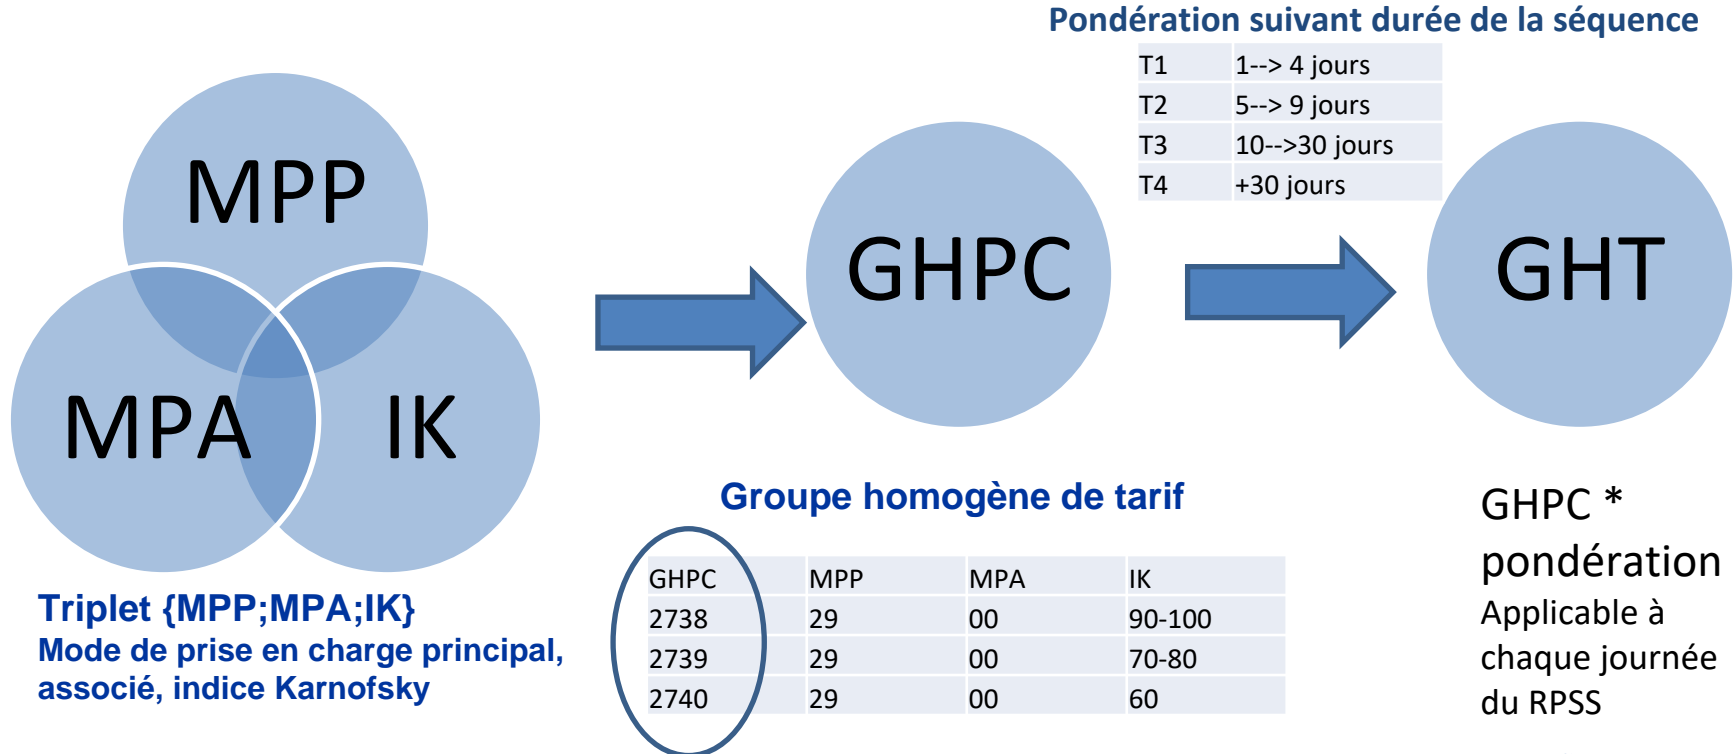 Pondération suivant durée de la séquence
T1 1--> 4 jours
T2 5--> 9 jours
T3 10-->30 jours
T4 +30 jours
MPP
MPA
IK
GHPC
GHT
Triplet {MPP;MPA;IK}
Mode de prise en charge principal,
associé, indice Karnofsky
Groupe homogène de tarif
GHPC MPP MPA IK
2738 29 00 90-100
2739 29 00 70-80
2740 29 00 60
GHPC *
pondération
Applicable à
chaque journée
du RPSS